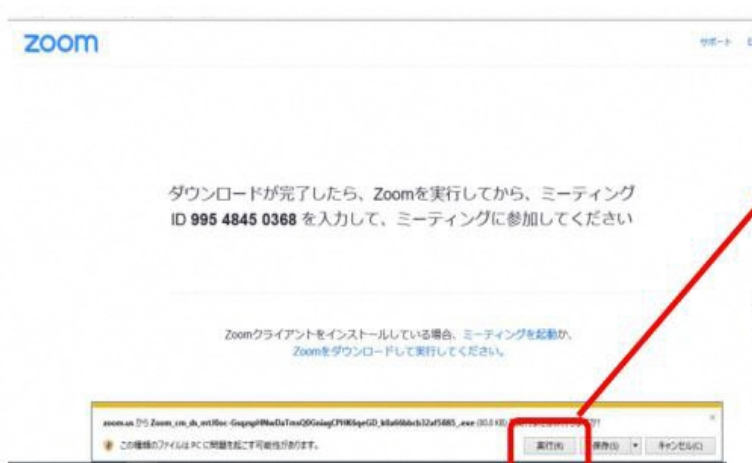 zoom
サポート
ダウンロードが完了したら、Zoomを実行してから、ミーティング
ID 995 4845 0368 を入力して、ミーティングに参加してください
Zoomクライアントをインストールしている場合、ミーティングを起動か、
Zoomをダウンロードして実行してください。
zoom.us から
この種類のファイルは PC に問題を起こす可能性があります。
実行(R) 保存(S) キャンセル(C)